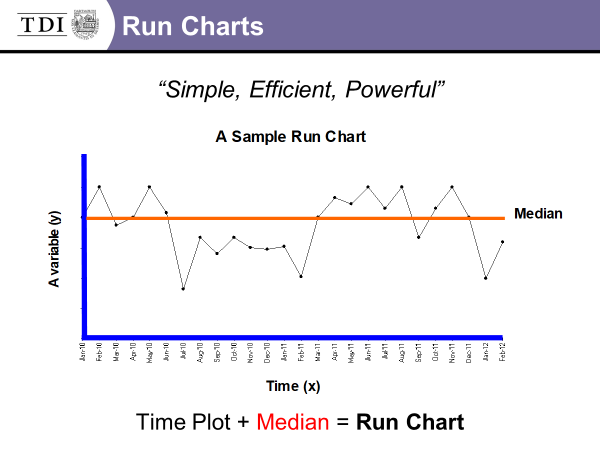 TDI Run Charts
“Simple, Efficient, Powerful”
A Sample Run Chart
A variable (y)
Median
Jan-10 Feb-10 Mar-10 Apr-10 May-10 Jun-10 Jul-10 Aug-10 Sep-10 Oct-10 Nov-10 Dec-10 Jan-11 Feb-11 Mar-11 Apr-11 May-11 Jun-11 Jul-11 Aug-11 Sep-11 Oct-11 Nov-11 Dec-11 Jan-12 Feb-12
Time (x)
Time Plot + Median = Run Chart